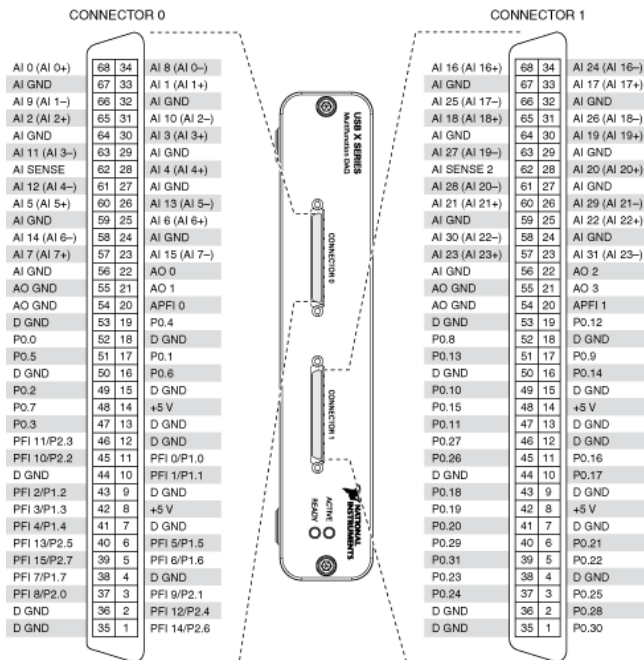 CONNECTOR 0
AI 0 (AI 0+) 68 34 AI 8 (AI 0–)
AI GND 67 33 AI 1 (AI 1+)
AI 9 (AI 1–) 66 32 AI GND
AI 2 (AI 2+) 65 31 AI 10 (AI 2–)
AI GND 64 30 AI 3 (AI 3+)
AI 11 (AI 3–) 63 29 AI GND
AI SENSE 62 28 AI 4 (AI 4+)
AI 12 (AI 4–) 61 27 AI GND
AI 5 (AI 5+) 60 26 AI 13 (AI 5–)
AI GND 59 25 AI 6 (AI 6+)
AI 14 (AI 6–) 58 24 AI GND
AI 7 (AI 7+) 57 23 AI 15 (AI 7–)
AI GND 56 22 AO 0
AO GND 55 21 AO 1
AO GND 54 20 APFI 0
D GND 53 19 P0.4
P0.0 52 18 D GND
P0.5 51 17 P0.1
D GND 50 16 P0.6
P0.2 49 15 D GND
P0.7 48 14 +5 V
P0.3 47 13 D GND
PFI 11/P2.3 46 12 D GND
PFI 10/P2.2 45 11 PFI 0/P1.0
D GND 44 10 PFI 1/P1.1
PFI 2/P1.2 43 9 D GND
PFI 3/P1.3 42 8 +5 V
PFI 4/P1.4 41 7 D GND
PFI 13/P2.5 40 6 PFI 5/P1.5
PFI 15/P2.7 39 5 PFI 6/P1.6
PFI 7/P1.7 38 4 D GND
PFI 8/P2.0 37 3 PFI 9/P2.1
D GND 36 2 PFI 12/P2.4
D GND 35 1 PFI 14/P2.6
USB X SERIES
Multifunction DAQ
CONNECTOR 0
CONNECTOR 1
NATIONAL
INSTRUMENTS
ACTIVE
READY
CONNECTOR 1
AI 16 (AI 16+) 68 34 AI 24 (AI 16–)
AI GND 67 33 AI 17 (AI 17+)
AI 25 (AI 17–) 66 32 AI GND
AI 18 (AI 18+) 65 31 AI 26 (AI 18–)
AI GND 64 30 AI 19 (AI 19+)
AI 27 (AI 19–) 63 29 AI GND
AI SENSE 2 62 28 AI 20 (AI 20+)
AI 28 (AI 20–) 61 27 AI GND
AI 21 (AI 21+) 60 26 AI 29 (AI 21–)
AI GND 59 25 AI 22 (AI 22+)
AI 30 (AI 22–) 58 24 AI GND
AI 23 (AI 23+) 57 23 AI 31 (AI 23–)
AI GND 56 22 AO 2
AO GND 55 21 AO 3
AO GND 54 20 APFI 1
D GND 53 19 P0.12
P0.8 52 18 D GND
P0.13 51 17 P0.9
D GND 50 16 P0.14
P0.10 49 15 D GND
P0.15 48 14 +5 V
P0.11 47 13 D GND
P0.27 46 12 D GND
P0.26 45 11 P0.16
D GND 44 10 P0.17
P0.18 43 9 D GND
P0.19 42 8 +5 V
P0.20 41 7 D GND
P0.29 40 6 P0.21
P0.31 39 5 P0.22
P0.23 38 4 D GND
P0.24 37 3 P0.25
D GND 36 2 P0.28
D GND 35 1 P0.30